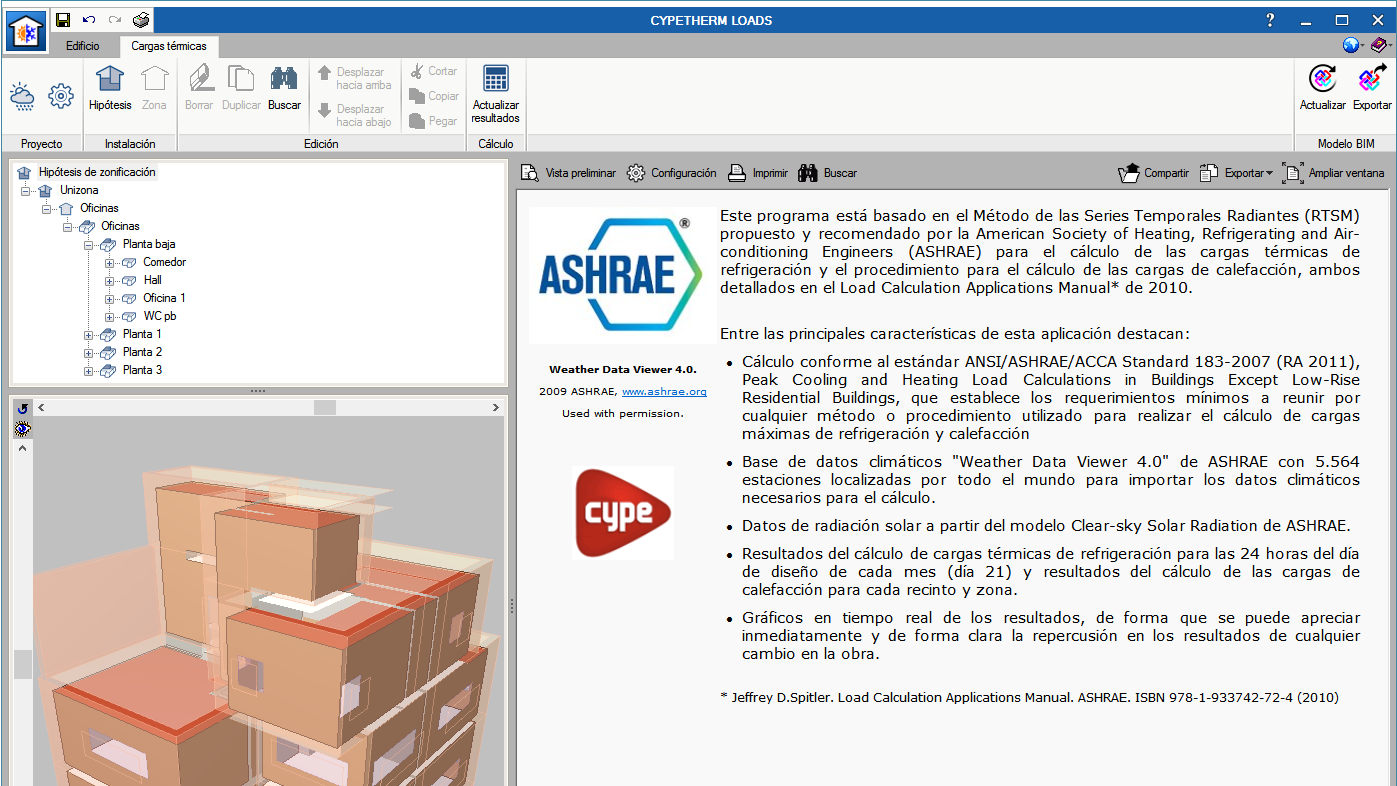 CYPETHERM LOADS
?
Edificio
Cargas térmicas
Hipótesis
Zona
Borrar
Duplicar
Buscar
Desplazar
hacia arriba
Desplazar
hacia abajo
Cortar
Copiar
Pegar
Actualizar
resultados
Actualizar
Exportar
Proyecto
Instalación
Edición
Cálculo
Modelo BIM
Hipótesis de zonificación
Unizona
Oficinas
Oficinas
Planta baja
Comedor
Hall
Oficina 1
WC pb
Planta 1
Planta 2
Planta 3
Vista preliminar
Configuración
Imprimir
Buscar
Compartir
Exportar
Ampliar ventana
ASHRAE®
Weather Data Viewer 4.0.
2009 ASHRAE, www.ashrae.org
Used with permission.
cype
Este programa está basado en el Método de las Series Temporales Radiantes (RTSM)
propuesto y recomendado por la American Society of Heating, Refrigerating and Air-
conditioning Engineers (ASHRAE) para el cálculo de las cargas térmicas de
refrigeración y el procedimiento para el cálculo de las cargas de calefacción, ambos
detallados en el Load Calculation Applications Manual* de 2010.
Entre las principales características de esta aplicación destacan:
• Cálculo conforme al estándar ANSI/ASHRAE/ACCA Standard 183-2007 (RA 2011),
Peak Cooling and Heating Load Calculations in Buildings Except Low-Rise
Residential Buildings, que establece los requerimientos mínimos a reunir por
cualquier método o procedimiento utilizado para realizar el cálculo de cargas
máximas de refrigeración y calefacción
• Base de datos climáticos "Weather Data Viewer 4.0" de ASHRAE con 5.564
estaciones localizadas por todo el mundo para importar los datos climáticos
necesarios para el cálculo.
• Datos de radiación solar a partir del modelo Clear-sky Solar Radiation de ASHRAE.
• Resultados del cálculo de cargas térmicas de refrigeración para las 24 horas del día
de diseño de cada mes (día 21) y resultados del cálculo de las cargas de
calefacción para cada recinto y zona.
• Gráficos en tiempo real de los resultados, de forma que se puede apreciar
inmediatamente y de forma clara la repercusión en los resultados de cualquier
cambio en la obra.
* Jeffrey D.Spitler. Load Calculation Applications Manual. ASHRAE. ISBN 978-1-933742-72-4 (2010)